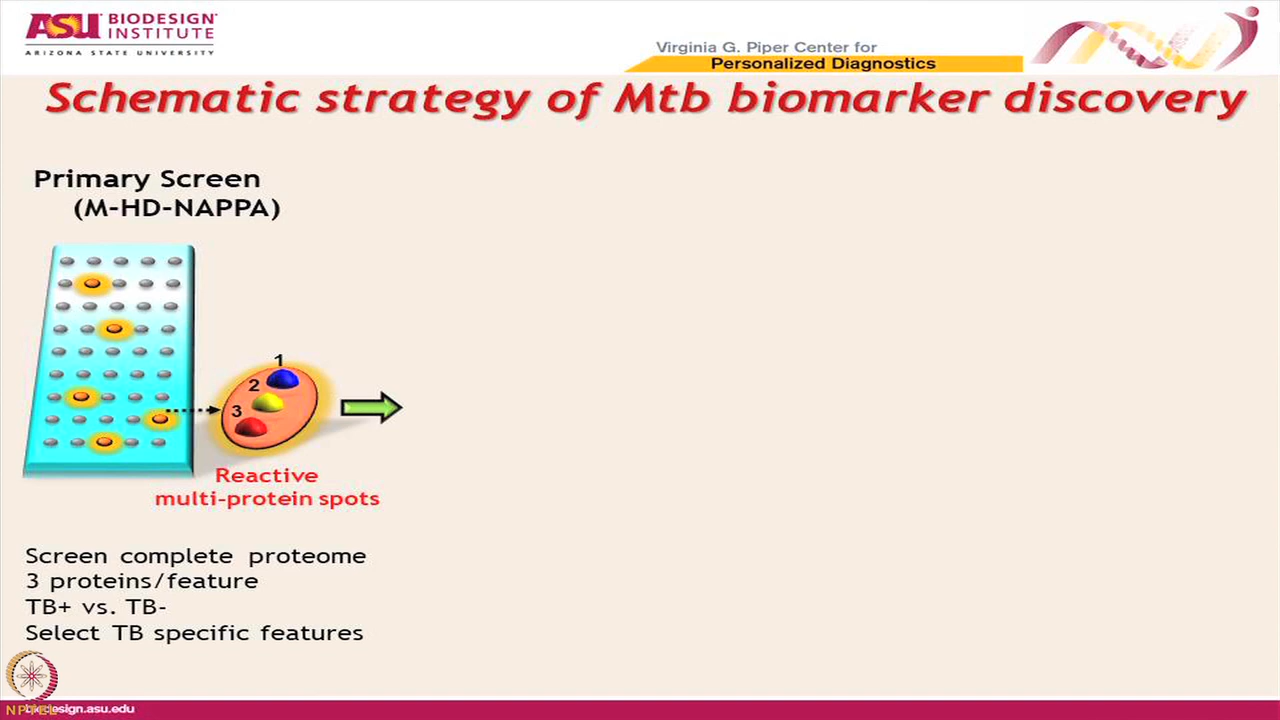 ASU BIODESIGN
INSTITUTE
ARIZONA STATE UNIVERSITY
Virginia G. Piper Center for
Personalized Diagnostics
Schematic strategy of Mtb biomarker discovery
Primary Screen
(M-HD-NAPPA)
1
2
3
Reactive
multi-protein spots
Screen complete proteome
3 proteins/feature
TB+ vs. TB-
Select TB specific features
NPTEL
design.asu.edu